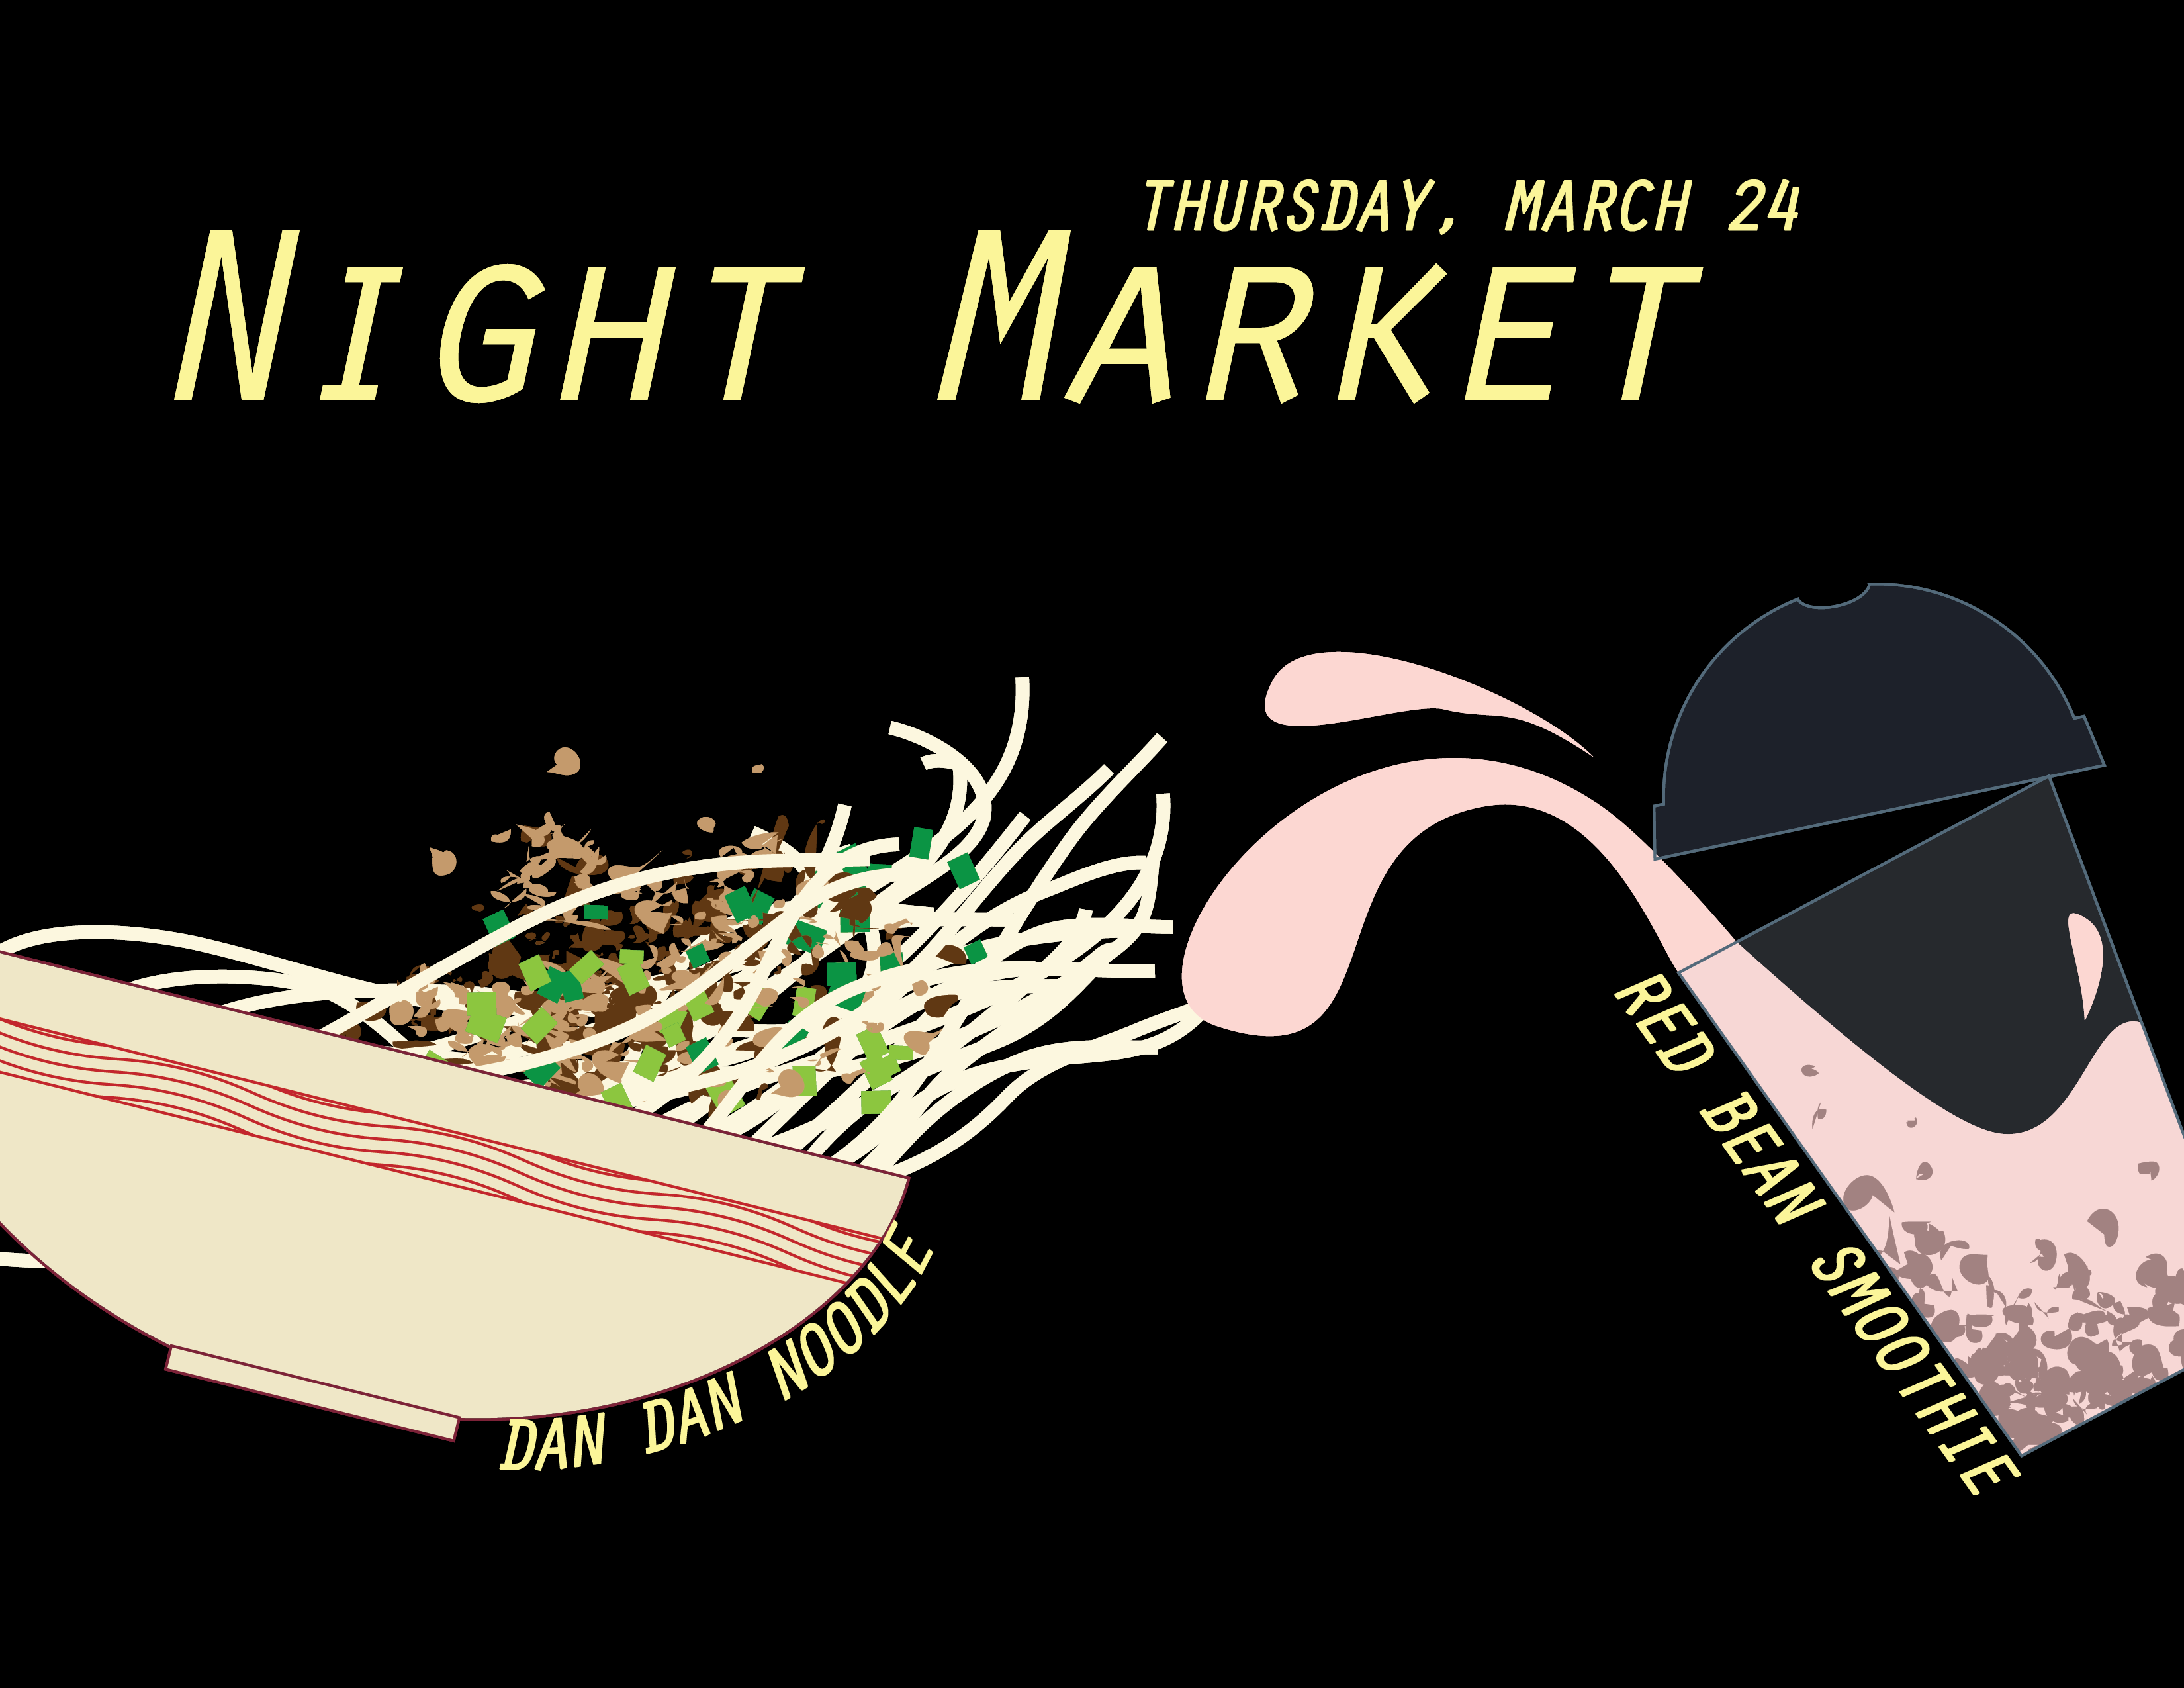 THURSDAY, MARCH 24
NIGHT MARKET
RED BEAN SMOOTHIE
DAN DAN NOODLE